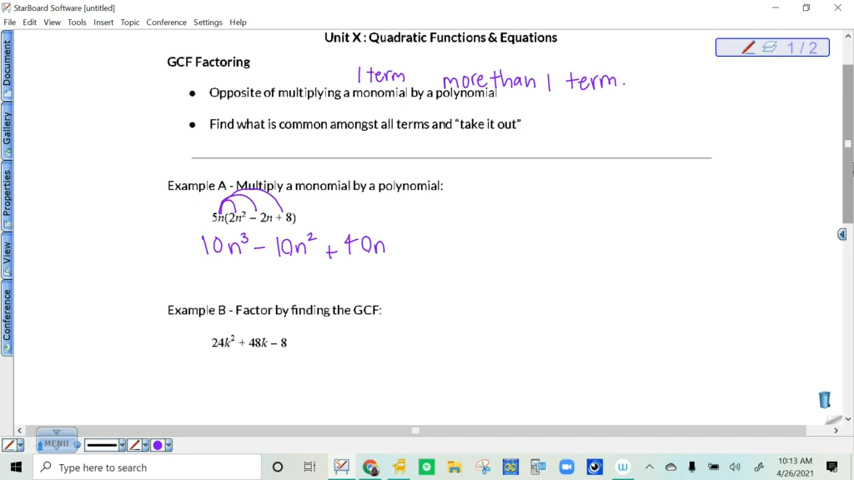 StarBoard Software [untitled]
File Edit View Tools Insert Topic Conference Settings Help
Unit X : Quadratic Functions & Equations
1 / 2
GCF Factoring
1 term more than 1 term.
● Opposite of multiplying a monomial by a polynomial
● Find what is common amongst all terms and “take it out”
Example A - Multiply a monomial by a polynomial:
5n(2n² − 2n + 8)
10n³ − 10n² + 40n
Example B - Factor by finding the GCF:
24k² + 48k − 8
Document
Gallery
Properties
View
Conference
MENU
Type here to search
10:13 AM
4/26/2021